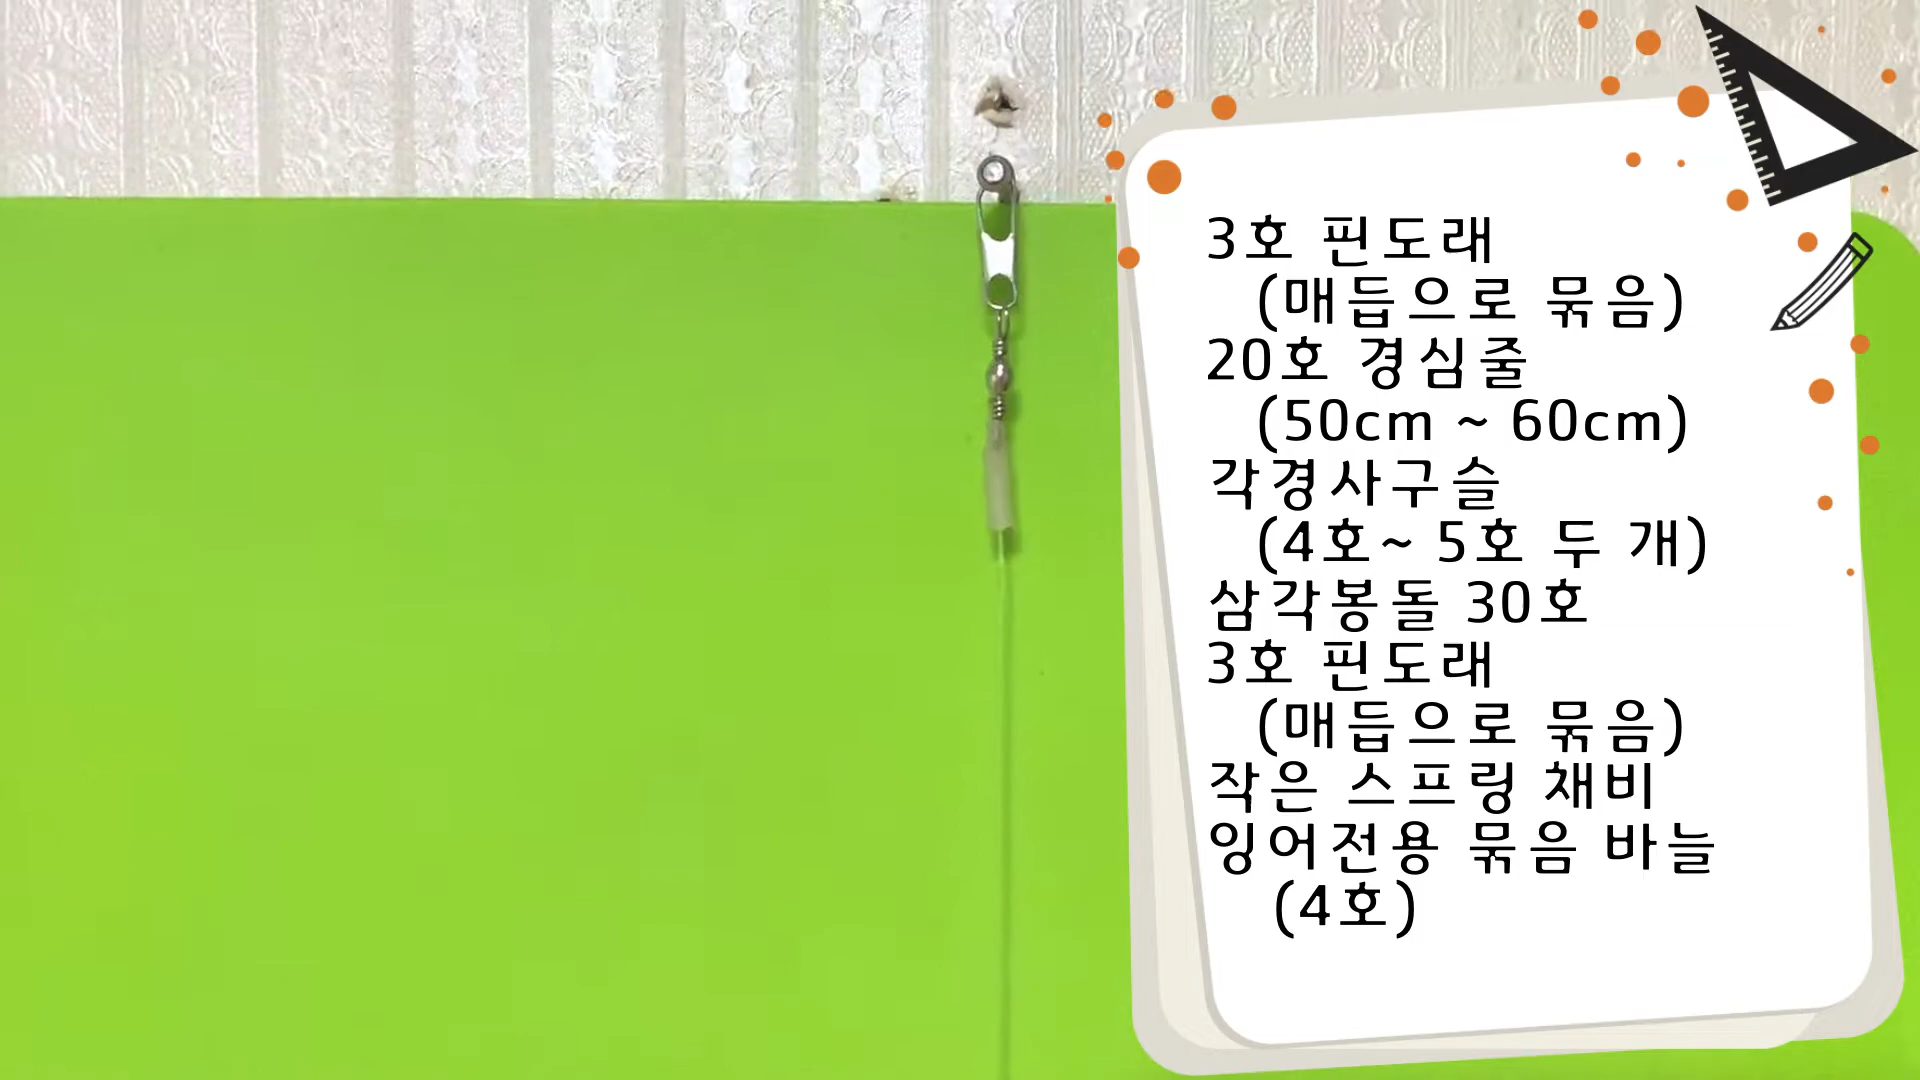 3호 핀도래
(매듭으로 묶음)
20호 경심줄
(50cm ~ 60cm)
각경사구슬
(4호~ 5호 두 개)
삼각봉돌 30호
3호 핀도래
(매듭으로 묶음)
작은 스프링 채비
잉어전용 묶음 바늘
(4호)